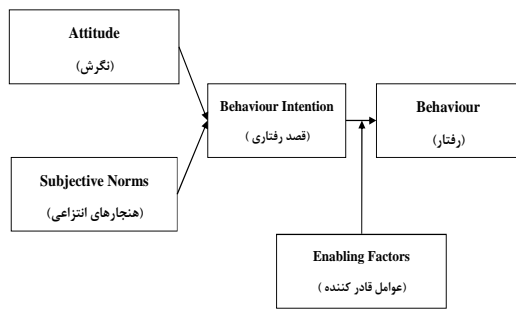 Attitude
(نگرش)
Behaviour Intention
(قصد رفتاری )
Behaviour
(رفتار)
Subjective Norms
(هنجارهای انتزاعی)
Enabling Factors
(عوامل قادر کننده )